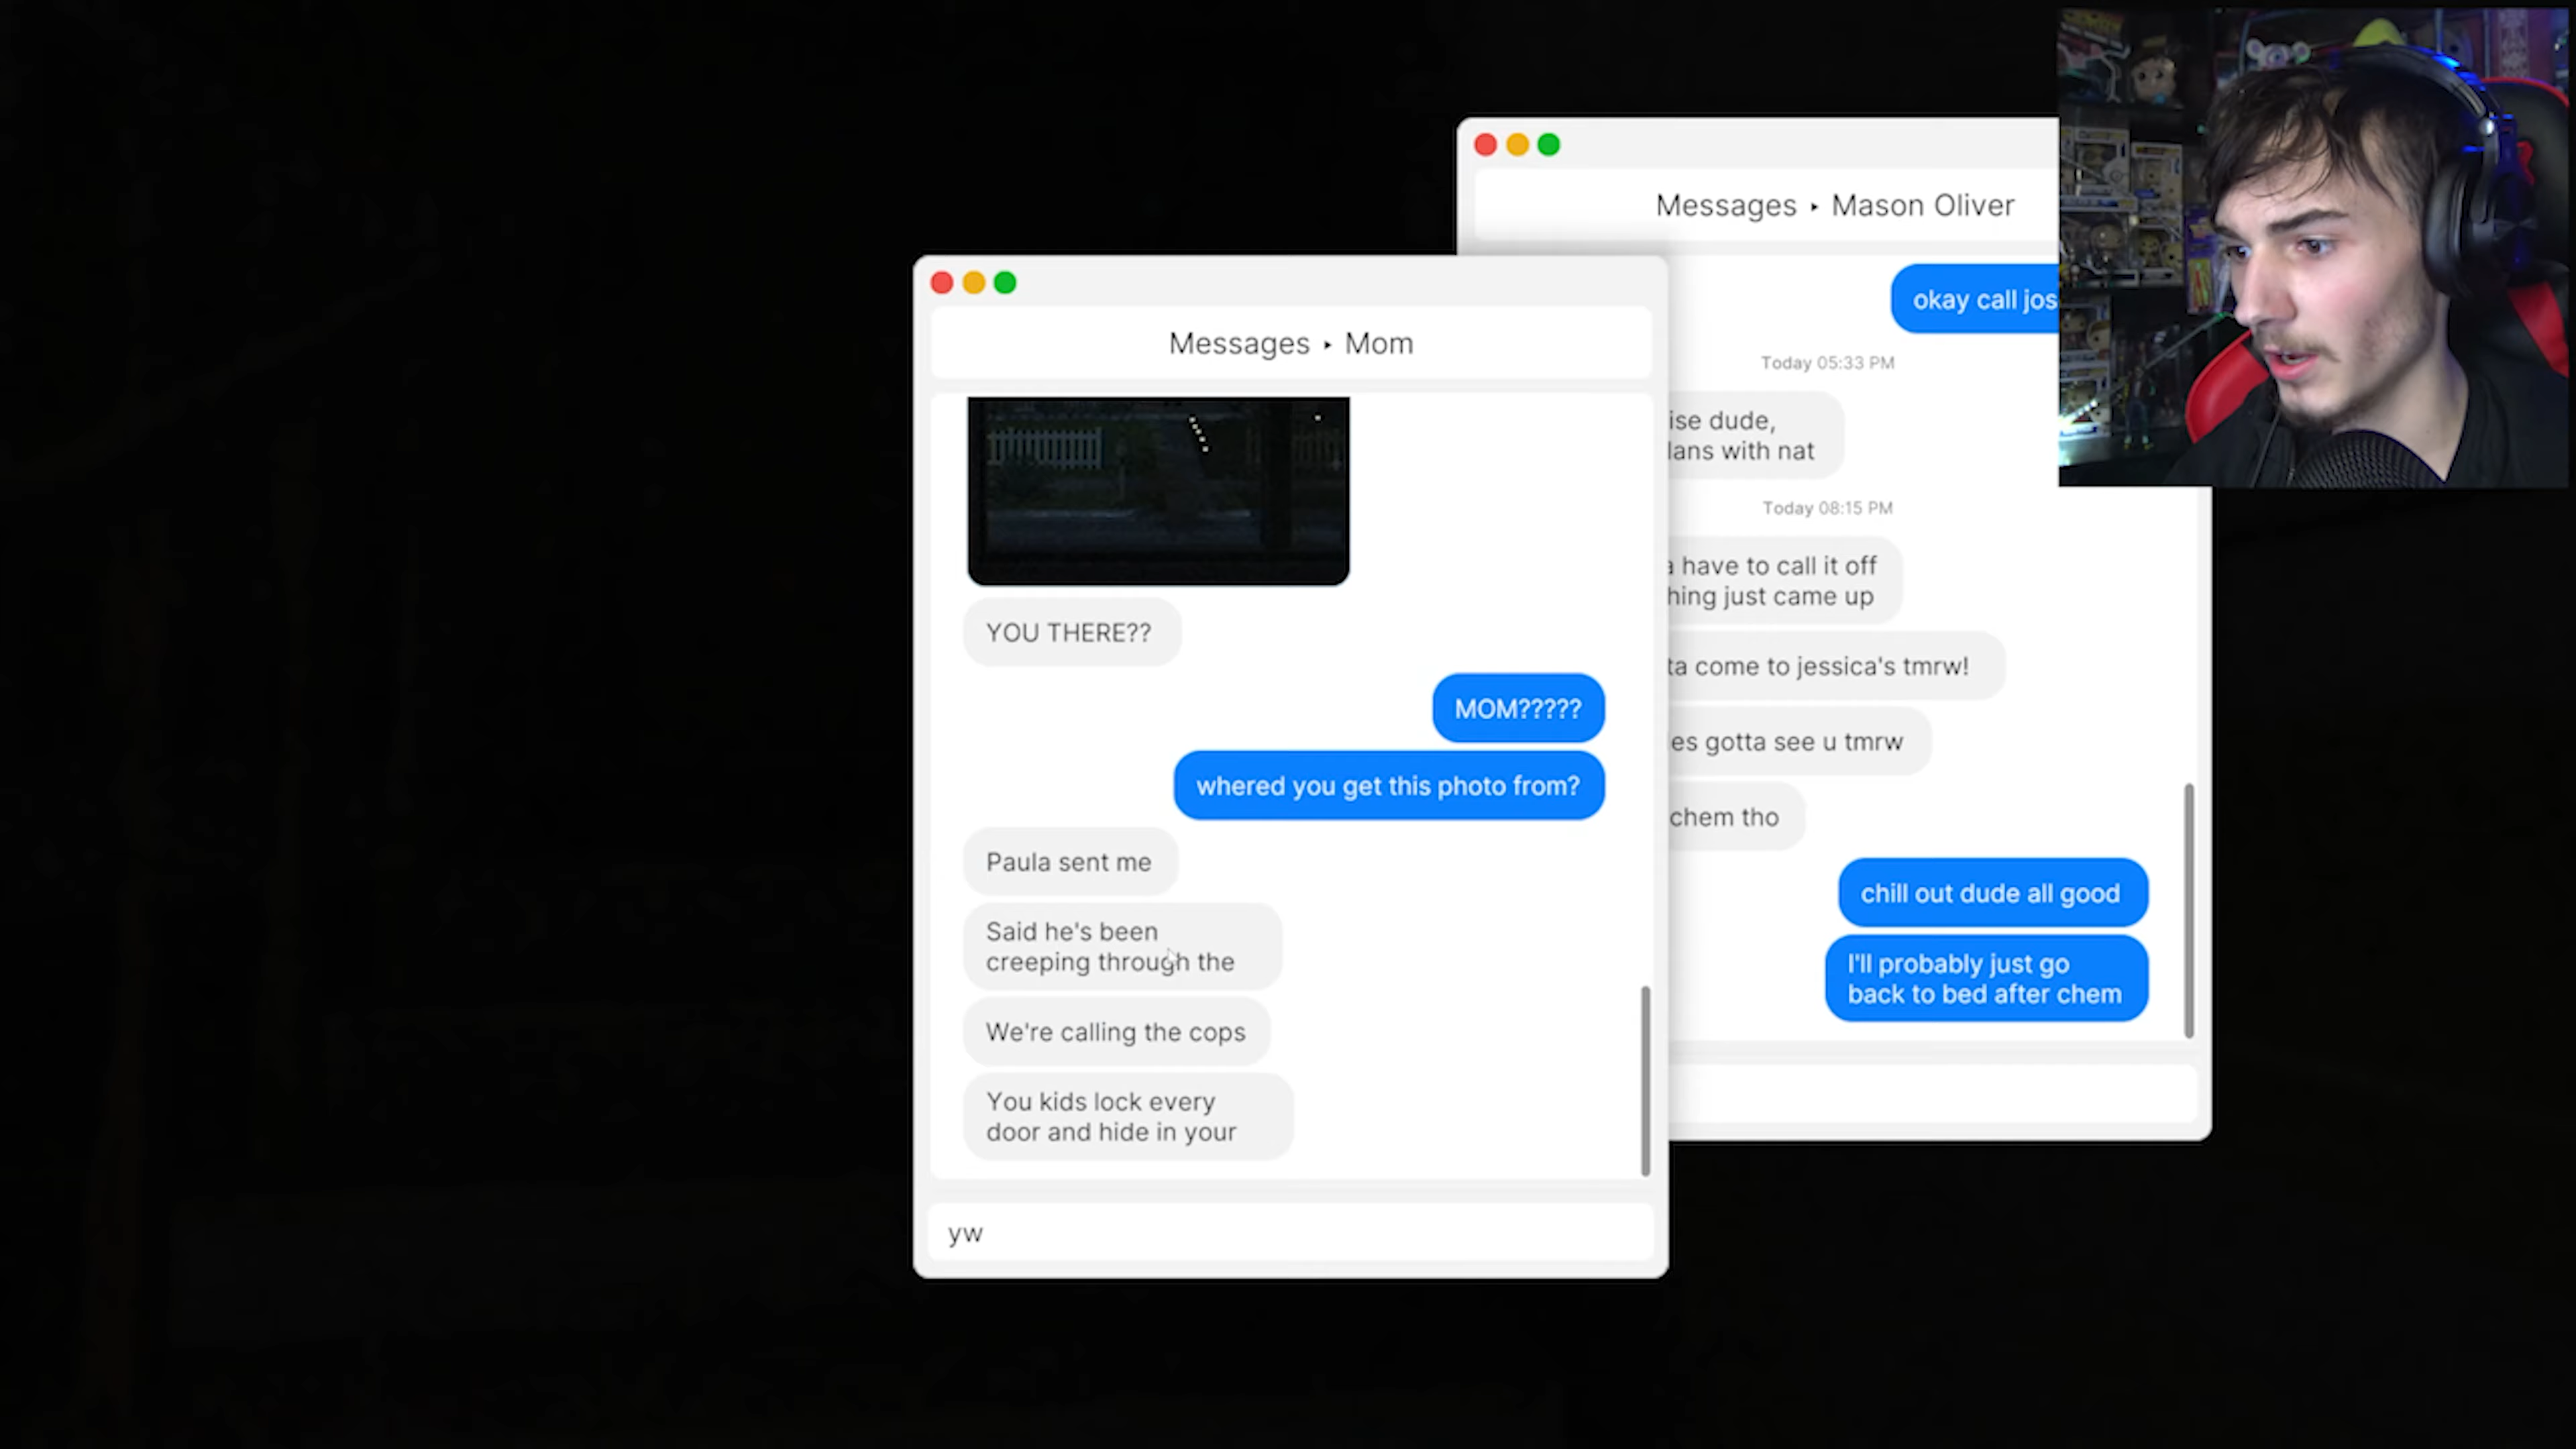 Messages ▸ Mom
YOU THERE??
MOM?????
whered you get this photo from?
Paula sent me
Said he's been
creeping through the
We're calling the cops
You kids lock every
door and hide in your
yw
Messages ▸ Mason Oliver
okay call jos
Today 05:33 PM
ise dude,
lans with nat
Today 08:15 PM
have to call it off
hing just came up
ta come to jessica's tmrw!
es gotta see u tmrw
chem tho
chill out dude all good
I'll probably just go
back to bed after chem